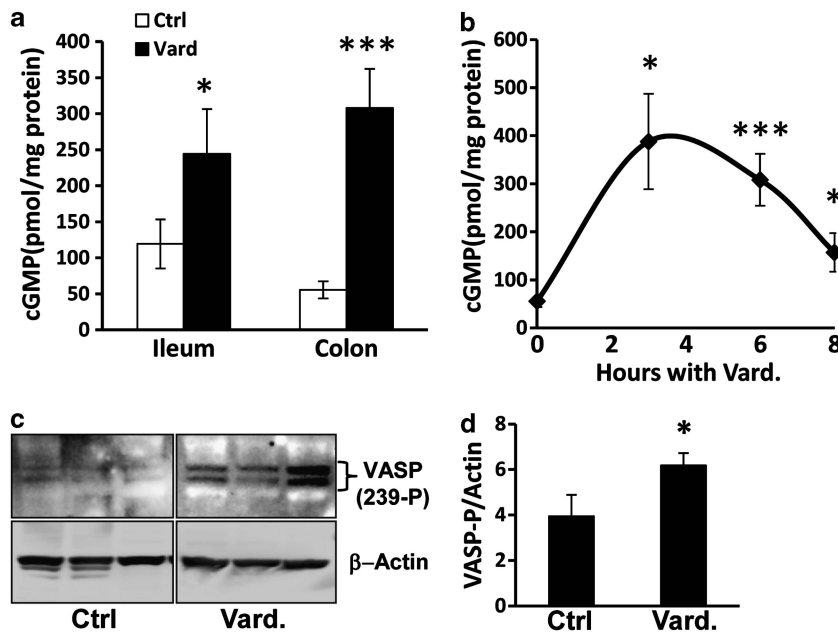 a
Ctrl
Vard
cGMP(pmol/mg protein)
400
350
300
250
200
150
100
50
0
*
***
Ileum
Colon
b
cGMP(pmol/mg protein)
600
500
400
300
200
100
0
*
***
*
0 2 4 6 8
Hours with Vard.
c
VASP
(239-P)
β–Actin
Ctrl
Vard.
d
VASP-P/Actin
8
6
4
2
0
*
Ctrl
Vard.